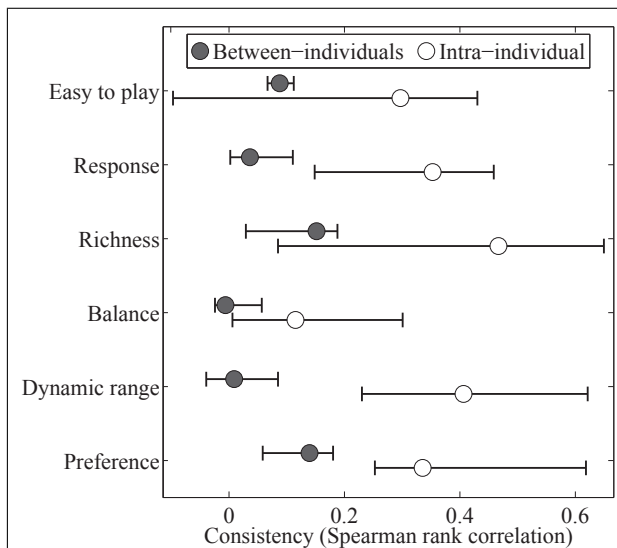 Between−individuals Intra−individual
Easy to play
Response
Richness
Balance
Dynamic range
Preference
0 0.2 0.4 0.6
Consistency (Spearman rank correlation)